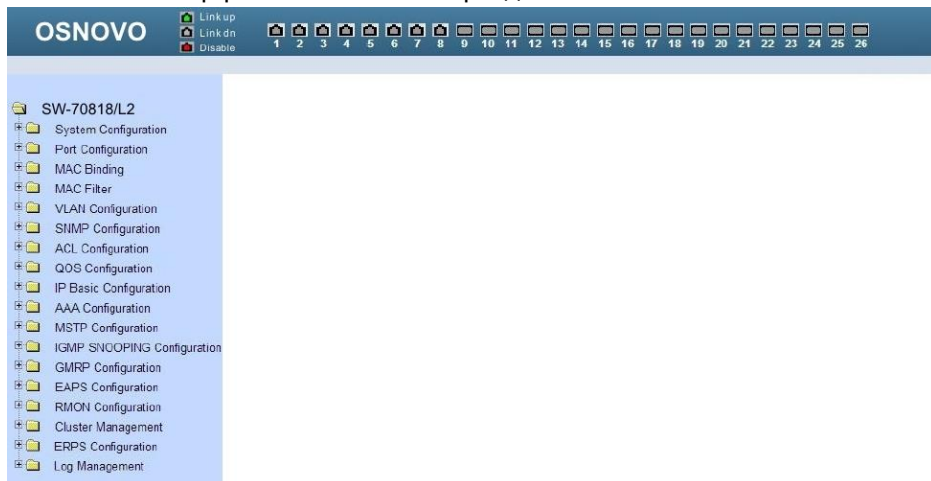 OSNOVO
Link up
Link dn
Disable
1 2 3 4 5 6 7 8 9 10 11 12 13 14 15 16 17 18 19 20 21 22 23 24 25 26
SW-70818/L2
System Configuration
Port Configuration
MAC Binding
MAC Filter
VLAN Configuration
SNMP Configuration
ACL Configuration
QOS Configuration
IP Basic Configuration
AAA Configuration
MSTP Configuration
IGMP SNOOPING Configuration
GMRP Configuration
EAPS Configuration
RMON Configuration
Cluster Management
ERPS Configuration
Log Management